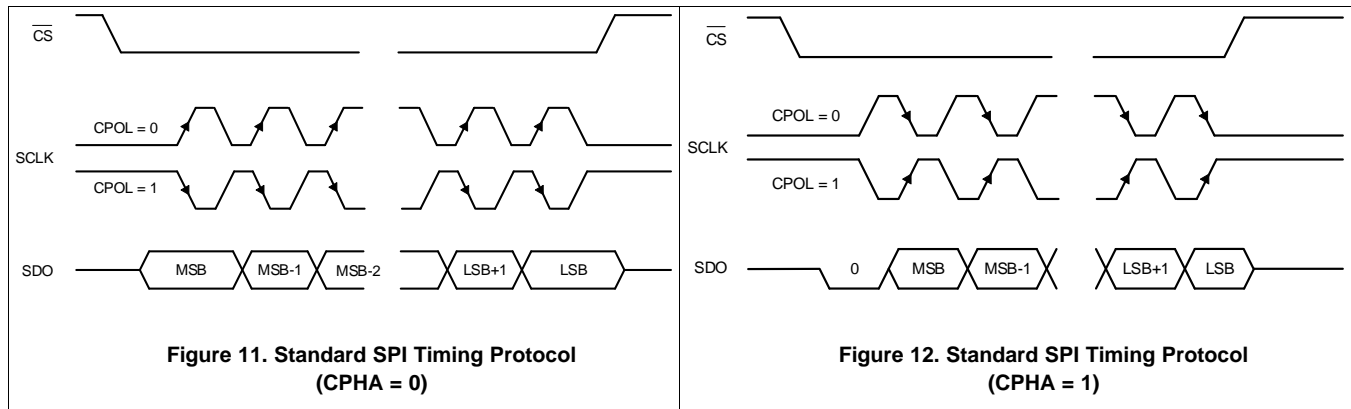 CS
CPOL = 0
SCLK
CPOL = 1
SDO
MSB
MSB-1
MSB-2
LSB+1
LSB
Figure 11. Standard SPI Timing Protocol
(CPHA = 0)
CS
CPOL = 0
SCLK
CPOL = 1
SDO
0
MSB
MSB-1
LSB+1
LSB
Figure 12. Standard SPI Timing Protocol
(CPHA = 1)